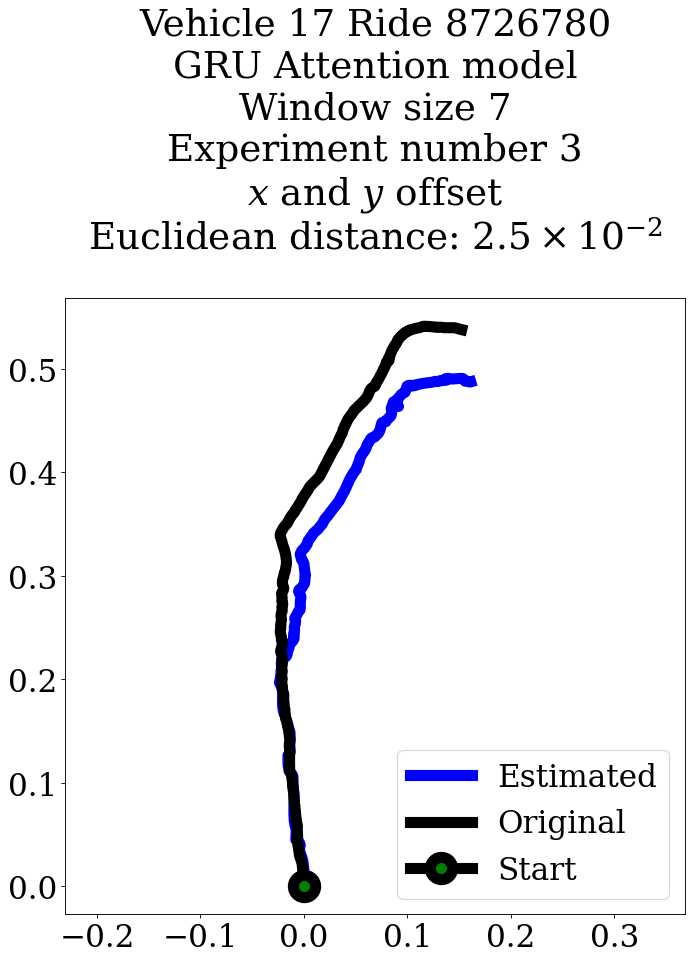 Vehicle 17 Ride 8726780
GRU Attention model
Window size 7
Experiment number 3
x and y offset
Euclidean distance: 2.5 × 10⁻²
0.5
0.4
0.3
0.2
0.1
0.0
Estimated
Original
Start
−0.2 −0.1 0.0 0.1 0.2 0.3